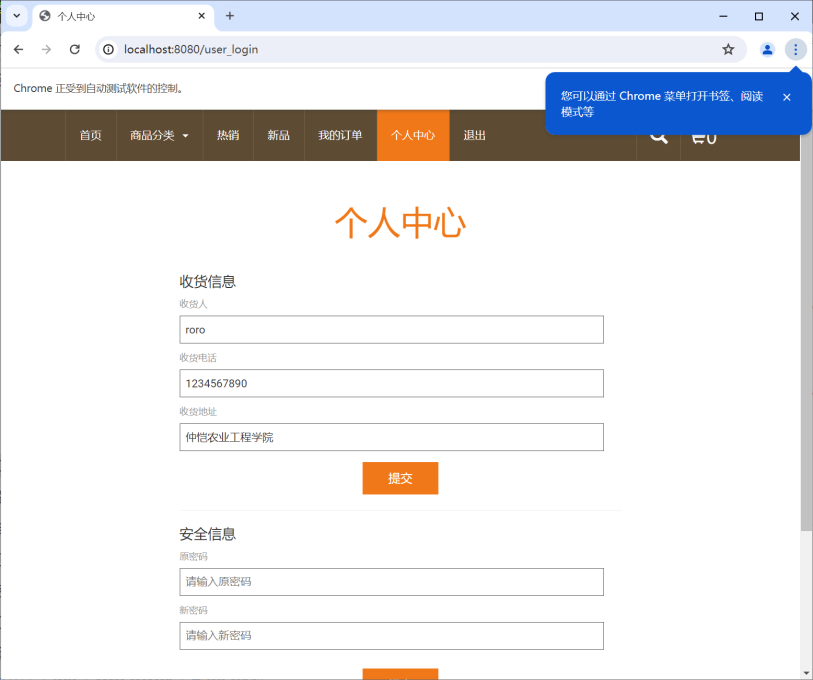 个人中心
localhost:8080/user_login
Chrome 正受到自动测试软件的控制。
您可以通过 Chrome 菜单打开书签、阅读
模式等
首页 商品分类 热销 新品 我的订单 个人中心 退出 0
个人中心
收货信息
收货人
roro
收货电话
1234567890
收货地址
仲恺农业工程学院
提交
安全信息
原密码
请输入原密码
新密码
请输入新密码